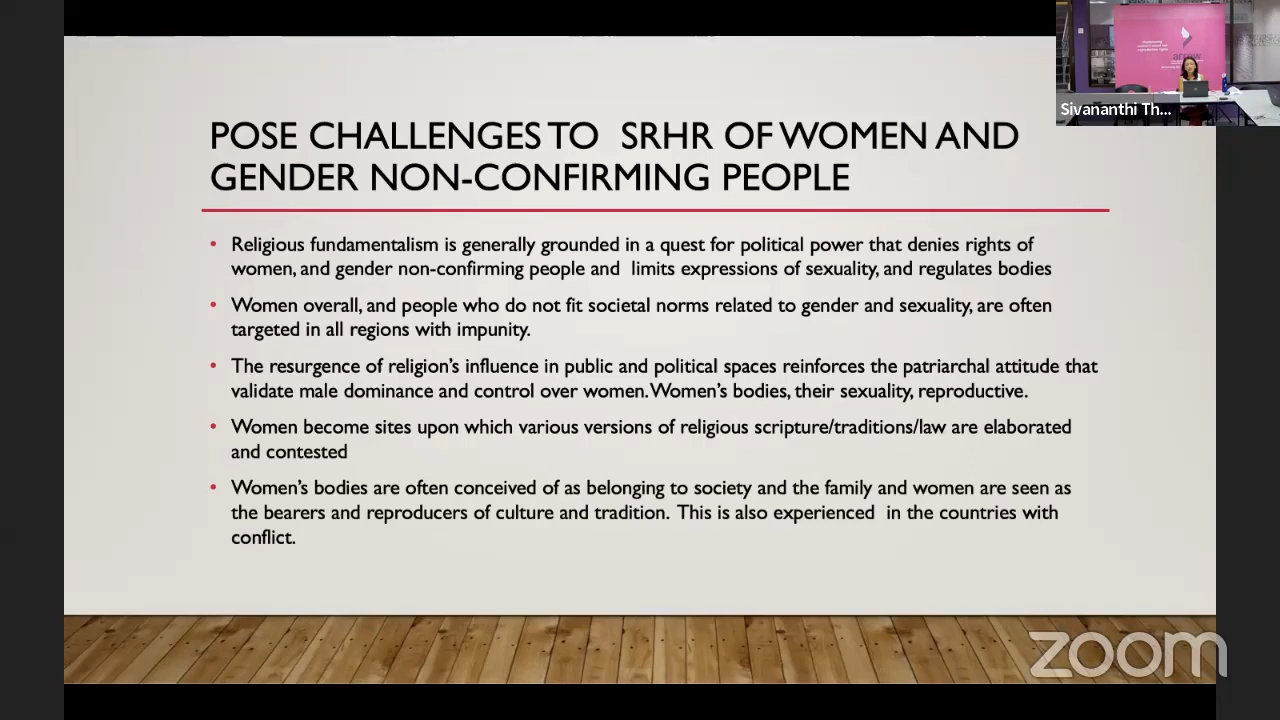 POSE CHALLENGES TO SRHR OF WOMEN AND
GENDER NON-CONFIRMING PEOPLE
• Religious fundamentalism is generally grounded in a quest for political power that denies rights of
women, and gender non-confirming people and limits expressions of sexuality, and regulates bodies
• Women overall, and people who do not fit societal norms related to gender and sexuality, are often
targeted in all regions with impunity.
• The resurgence of religion's influence in public and political spaces reinforces the patriarchal attitude that
validate male dominance and control over women. Women's bodies, their sexuality, reproductive.
• Women become sites upon which various versions of religious scripture/traditions/law are elaborated
and contested
• Women's bodies are often conceived of as belonging to society and the family and women are seen as
the bearers and reproducers of culture and tradition. This is also experienced in the countries with
conflict.
Sivananthi Th...
zoom